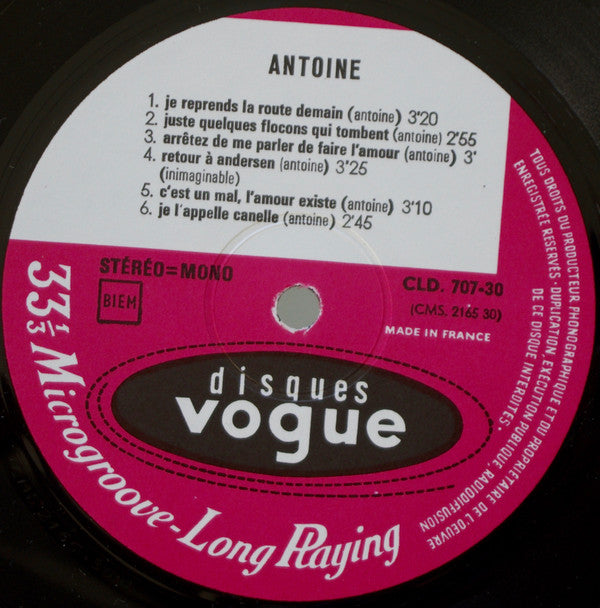 ANTOINE
1. je reprends la route demain (antoine) 3'20
2. juste quelques flocons qui tombent (antoine) 2'55
3. arrêtez de me parler de faire l'amour (antoine) 3'
4. retour à andersen (antoine) 3'25
(inimaginable)
5. c'est un mal, l'amour existe (antoine) 3'10
6. je l'appelle canelle (antoine) 2'45
STÉRÉO=MONO
BIEM
CLD. 707-30
(CMS. 2165 30)
MADE IN FRANCE
disques
vogue
33 1/3 Microgroove-Long Playing
TOUS DROITS DU PRODUCTEUR PHONOGRAPHIQUE ET DU PROPRIÉTAIRE DE L'OEUVRE
ENREGISTRÉE RÉSERVÉS · DUPLICATION, EXÉCUTION PUBLIQUE, RADIODIFFUSION
DE CE DISQUE INTERDITES.